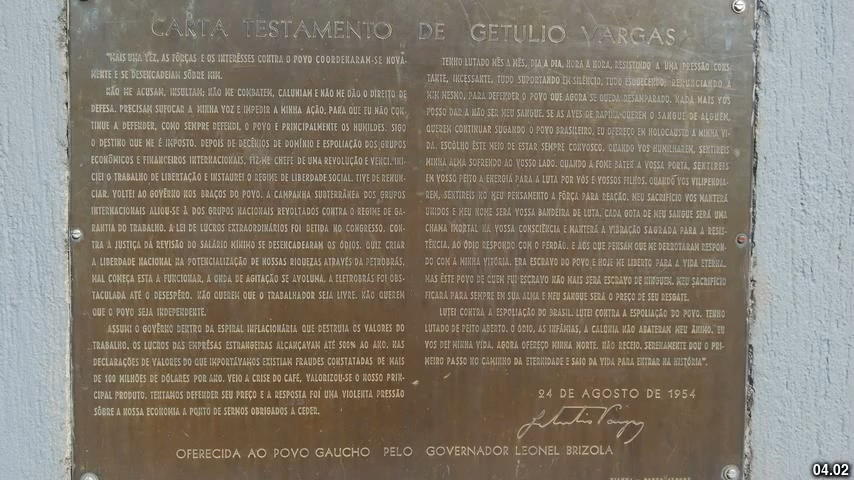 CARTA TESTAMENTO DE GETULIO VARGAS
"MAIS UMA VEZ, AS FÔRÇAS E OS INTERÊSSES CONTRA O POVO COORDENARAM-SE NOVA-
MENTE E SE DESENCADEIAM SÔBRE MIM.
NÃO ME ACUSAM, INSULTAM; NÃO ME COMBATEM, CALUNIAM E NÃO ME DÃO O DIREITO DE
DEFESA. PRECISAM SUFOCAR A MINHA VOZ E IMPEDIR A MINHA AÇÃO, PARA QUE EU NÃO CON-
TINUE A DEFENDER, COMO SEMPRE DEFENDI, O POVO E PRINCIPALMENTE OS HUMILDES. SIGO
O DESTINO QUE ME É IMPOSTO. DEPOIS DE DECÊNIOS DE DOMÍNIO E ESPOLIAÇÃO DOS GRUPOS
ECONÔMICOS E FINANCEIROS INTERNACIONAIS, FIZ-ME CHEFE DE UMA REVOLUÇÃO E VENCI. INI-
CIEI O TRABALHO DE LIBERTAÇÃO E INSTAUREI O REGIME DE LIBERDADE SOCIAL. TIVE DE RENUN-
CIAR. VOLTEI AO GOVÊRNO NOS BRAÇOS DO POVO. A CAMPANHA SUBTERRÂNEA DOS GRUPOS
INTERNACIONAIS ALIOU-SE À DOS GRUPOS NACIONAIS REVOLTADOS CONTRA O REGIME DE GA-
RANTIA DO TRABALHO. A LEI DE LUCROS EXTRAORDINÁRIOS FOI DETIDA NO CONGRESSO. CON-
TRA A JUSTIÇA DA REVISÃO DO SALÁRIO MÍNIMO SE DESENCADEARAM OS ÓDIOS. QUIZ CRIAR
A LIBERDADE NACIONAL NA POTENCIALIZAÇÃO DE NOSSAS RIQUEZAS ATRAVÉS DA PETROBRÁS.
MAL COMEÇA ESTA A FUNCIONAR, A ONDA DE AGITAÇÃO SE AVOLUMA. A ELETROBRÁS FOI OBS-
TACULADA ATÉ O DESESPÊRO. NÃO QUEREM QUE O TRABALHADOR SEJA LIVRE. NÃO QUEREM
QUE O POVO SEJA INDEPENDENTE.
ASSUMI O GOVÊRNO DENTRO DA ESPIRAL INFLACIONÁRIA QUE DESTRUIA OS VALORES DO
TRABALHO. OS LUCROS DAS EMPRÊSAS ESTRANGEIRAS ALCANÇAVAM ATÉ 500% AO ANO. NAS
DECLARAÇÕES DE VALORES DO QUE IMPORTÁVAMOS EXISTIAM FRAUDES CONSTATADAS DE MAIS
DE 100 MILHÕES DE DÓLARES POR ANO. VEIO A CRISE DO CAFÉ, VALORIZOU-SE O NOSSO PRIN-
CIPAL PRODUTO. TENTAMOS DEFENDER SEU PREÇO E A RESPOSTA FOI UMA VIOLENTA PRESSÃO
SÔBRE A NOSSA ECONOMIA A PONTO DE SERMOS OBRIGADOS A CEDER.
TENHO LUTADO MÊS A MÊS, DIA A DIA, HORA A HORA, RESISTINDO A UMA PRESSÃO CONS-
TANTE, INCESSANTE, TUDO SUPORTANDO EM SILÊNCIO, TUDO ESQUECENDO, RENUNCIANDO A
MIM MESMO, PARA DEFENDER O POVO QUE AGORA SE QUEDA DESAMPARADO. NADA MAIS VOS
POSSO DAR A NÃO SER MEU SANGUE. SE AS AVES DE RAPINA QUEREM O SANGUE DE ALGUÉM,
QUEREM CONTINUAR SUGANDO O POVO BRASILEIRO, EU OFEREÇO EM HOLOCAUSTO A MINHA VI-
DA. ESCOLHO ÊSTE MEIO DE ESTAR SEMPRE CONVOSCO. QUANDO VOS HUMILHAREM, SENTIREIS
MINHA ALMA SOFRENDO AO VOSSO LADO. QUANDO A FOME BATER A VOSSA PORTA, SENTIREIS
EM VOSSO PEITO A ENERGIA PARA A LUTA POR VÓS E VOSSOS FILHOS. QUANDO VOS VILIPENDIA-
REM, SENTIREIS NO MEU PENSAMENTO A FÔRÇA PARA REAÇÃO. MEU SACRIFÍCIO VOS MANTERÁ
UNIDOS E MEU NOME SERÁ VOSSA BANDEIRA DE LUTA. CADA GOTA DE MEU SANGUE SERÁ UMA
CHAMA IMORTAL NA VOSSA CONSCIÊNCIA E MANTERÁ A VIBRAÇÃO SAGRADA PARA A RESIS-
TÊNCIA. AO ÓDIO RESPONDO COM O PERDÃO. E AOS QUE PENSAM QUE ME DERROTARAM RESPON-
DO COM A MINHA VITÓRIA. ERA ESCRAVO DO POVO E HOJE ME LIBERTO PARA A VIDA ETERNA.
MAS ÊSTE POVO DE QUEM FUI ESCRAVO NÃO MAIS SERÁ ESCRAVO DE NINGUÉM. MEU SACRIFÍCIO
FICARÁ PARA SEMPRE EM SUA ALMA E MEU SANGUE SERÁ O PREÇO DE SEU RESGATE.
LUTEI CONTRA A ESPOLIAÇÃO DO BRASIL. LUTEI CONTRA A ESPOLIAÇÃO DO POVO. TENHO
LUTADO DE PEITO ABERTO. O ÓDIO, AS INFÂMIAS, A CALÚNIA NÃO ABATERAM MEU ÂNIMO. EU
VOS DEI MINHA VIDA. AGORA OFEREÇO MINHA MORTE. NÃO RECEIO. SERENAMENTE DOU O PRI-
MEIRO PASSO NO CAMINHO DA ETERNIDADE E SAIO DA VIDA PARA ENTRAR NA HISTÓRIA".
24 DE AGOSTO DE 1954
Getulio Vargas
OFERECIDA AO POVO GAUCHO PELO GOVERNADOR LEONEL BRIZOLA
04.02